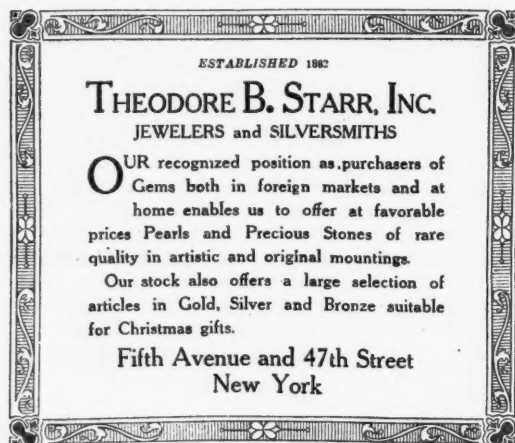 ESTABLISHED 1862
THEODORE B. STARR, INC.
JEWELERS and SILVERSMITHS
OUR recognized position as purchasers of
Gems both in foreign markets and at
home enables us to offer at favorable
prices Pearls and Precious Stones of rare
quality in artistic and original mountings.
Our stock also offers a large selection of
articles in Gold, Silver and Bronze suitable
for Christmas gifts.
Fifth Avenue and 47th Street
New York